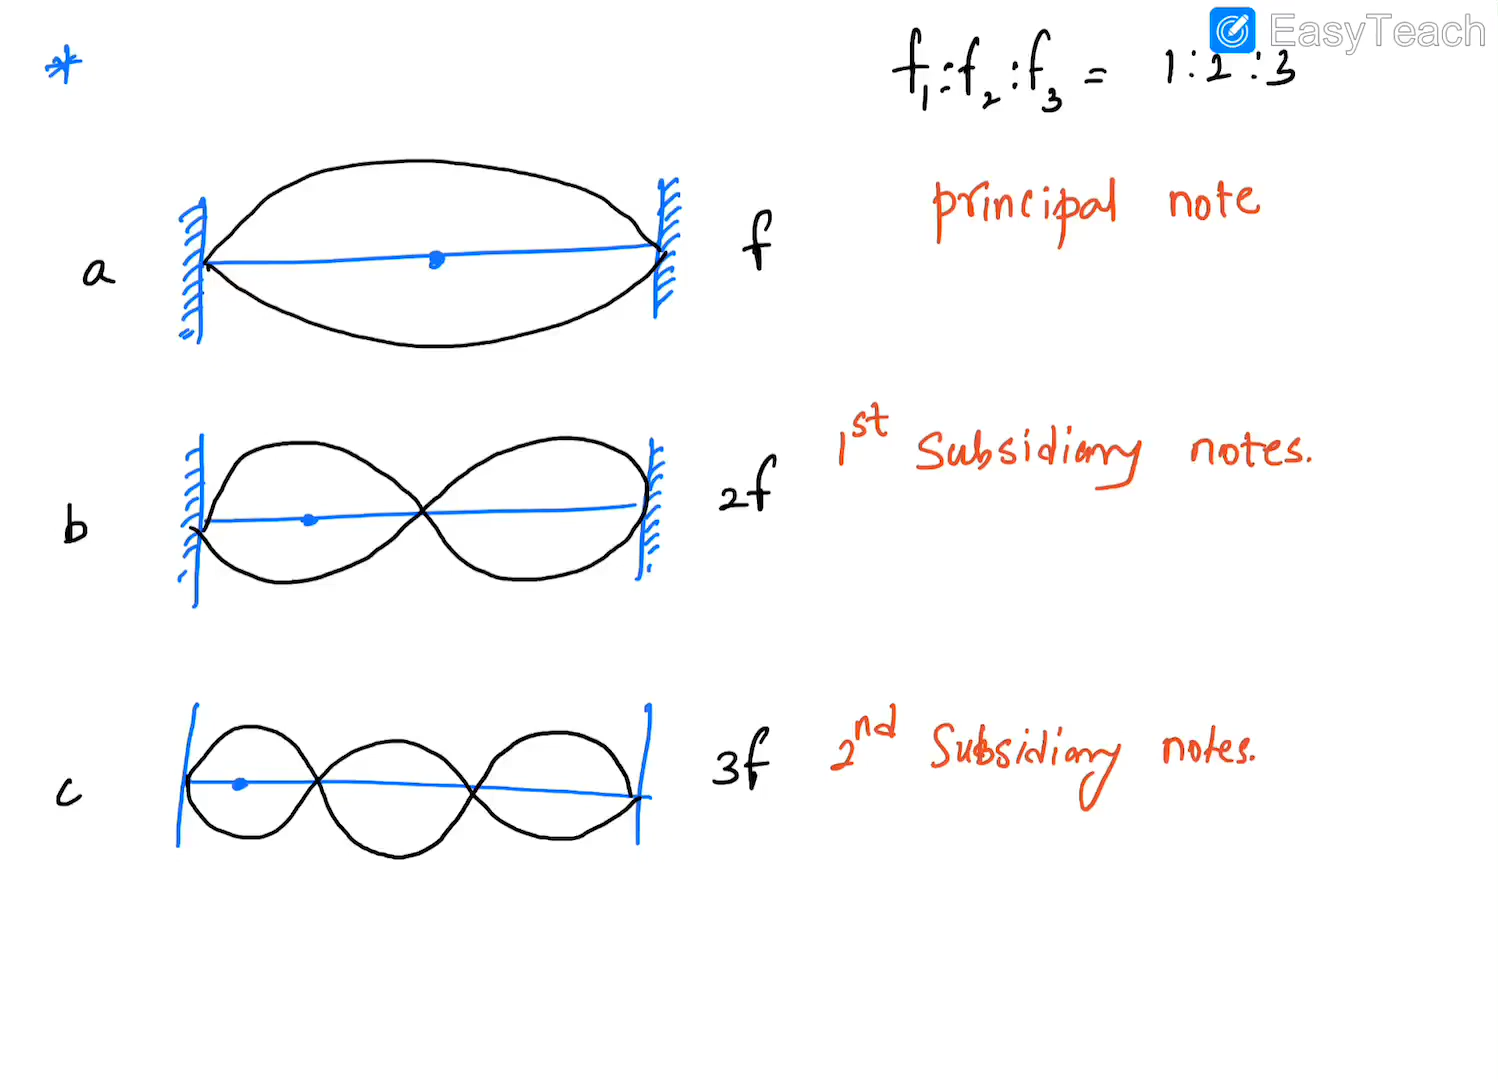 EasyTeach
*
f₁:f₂:f₃ = 1:2:3
principal note
a
f
1st Subsidiary notes.
b
2f
2nd Subsidiary notes.
c
3f